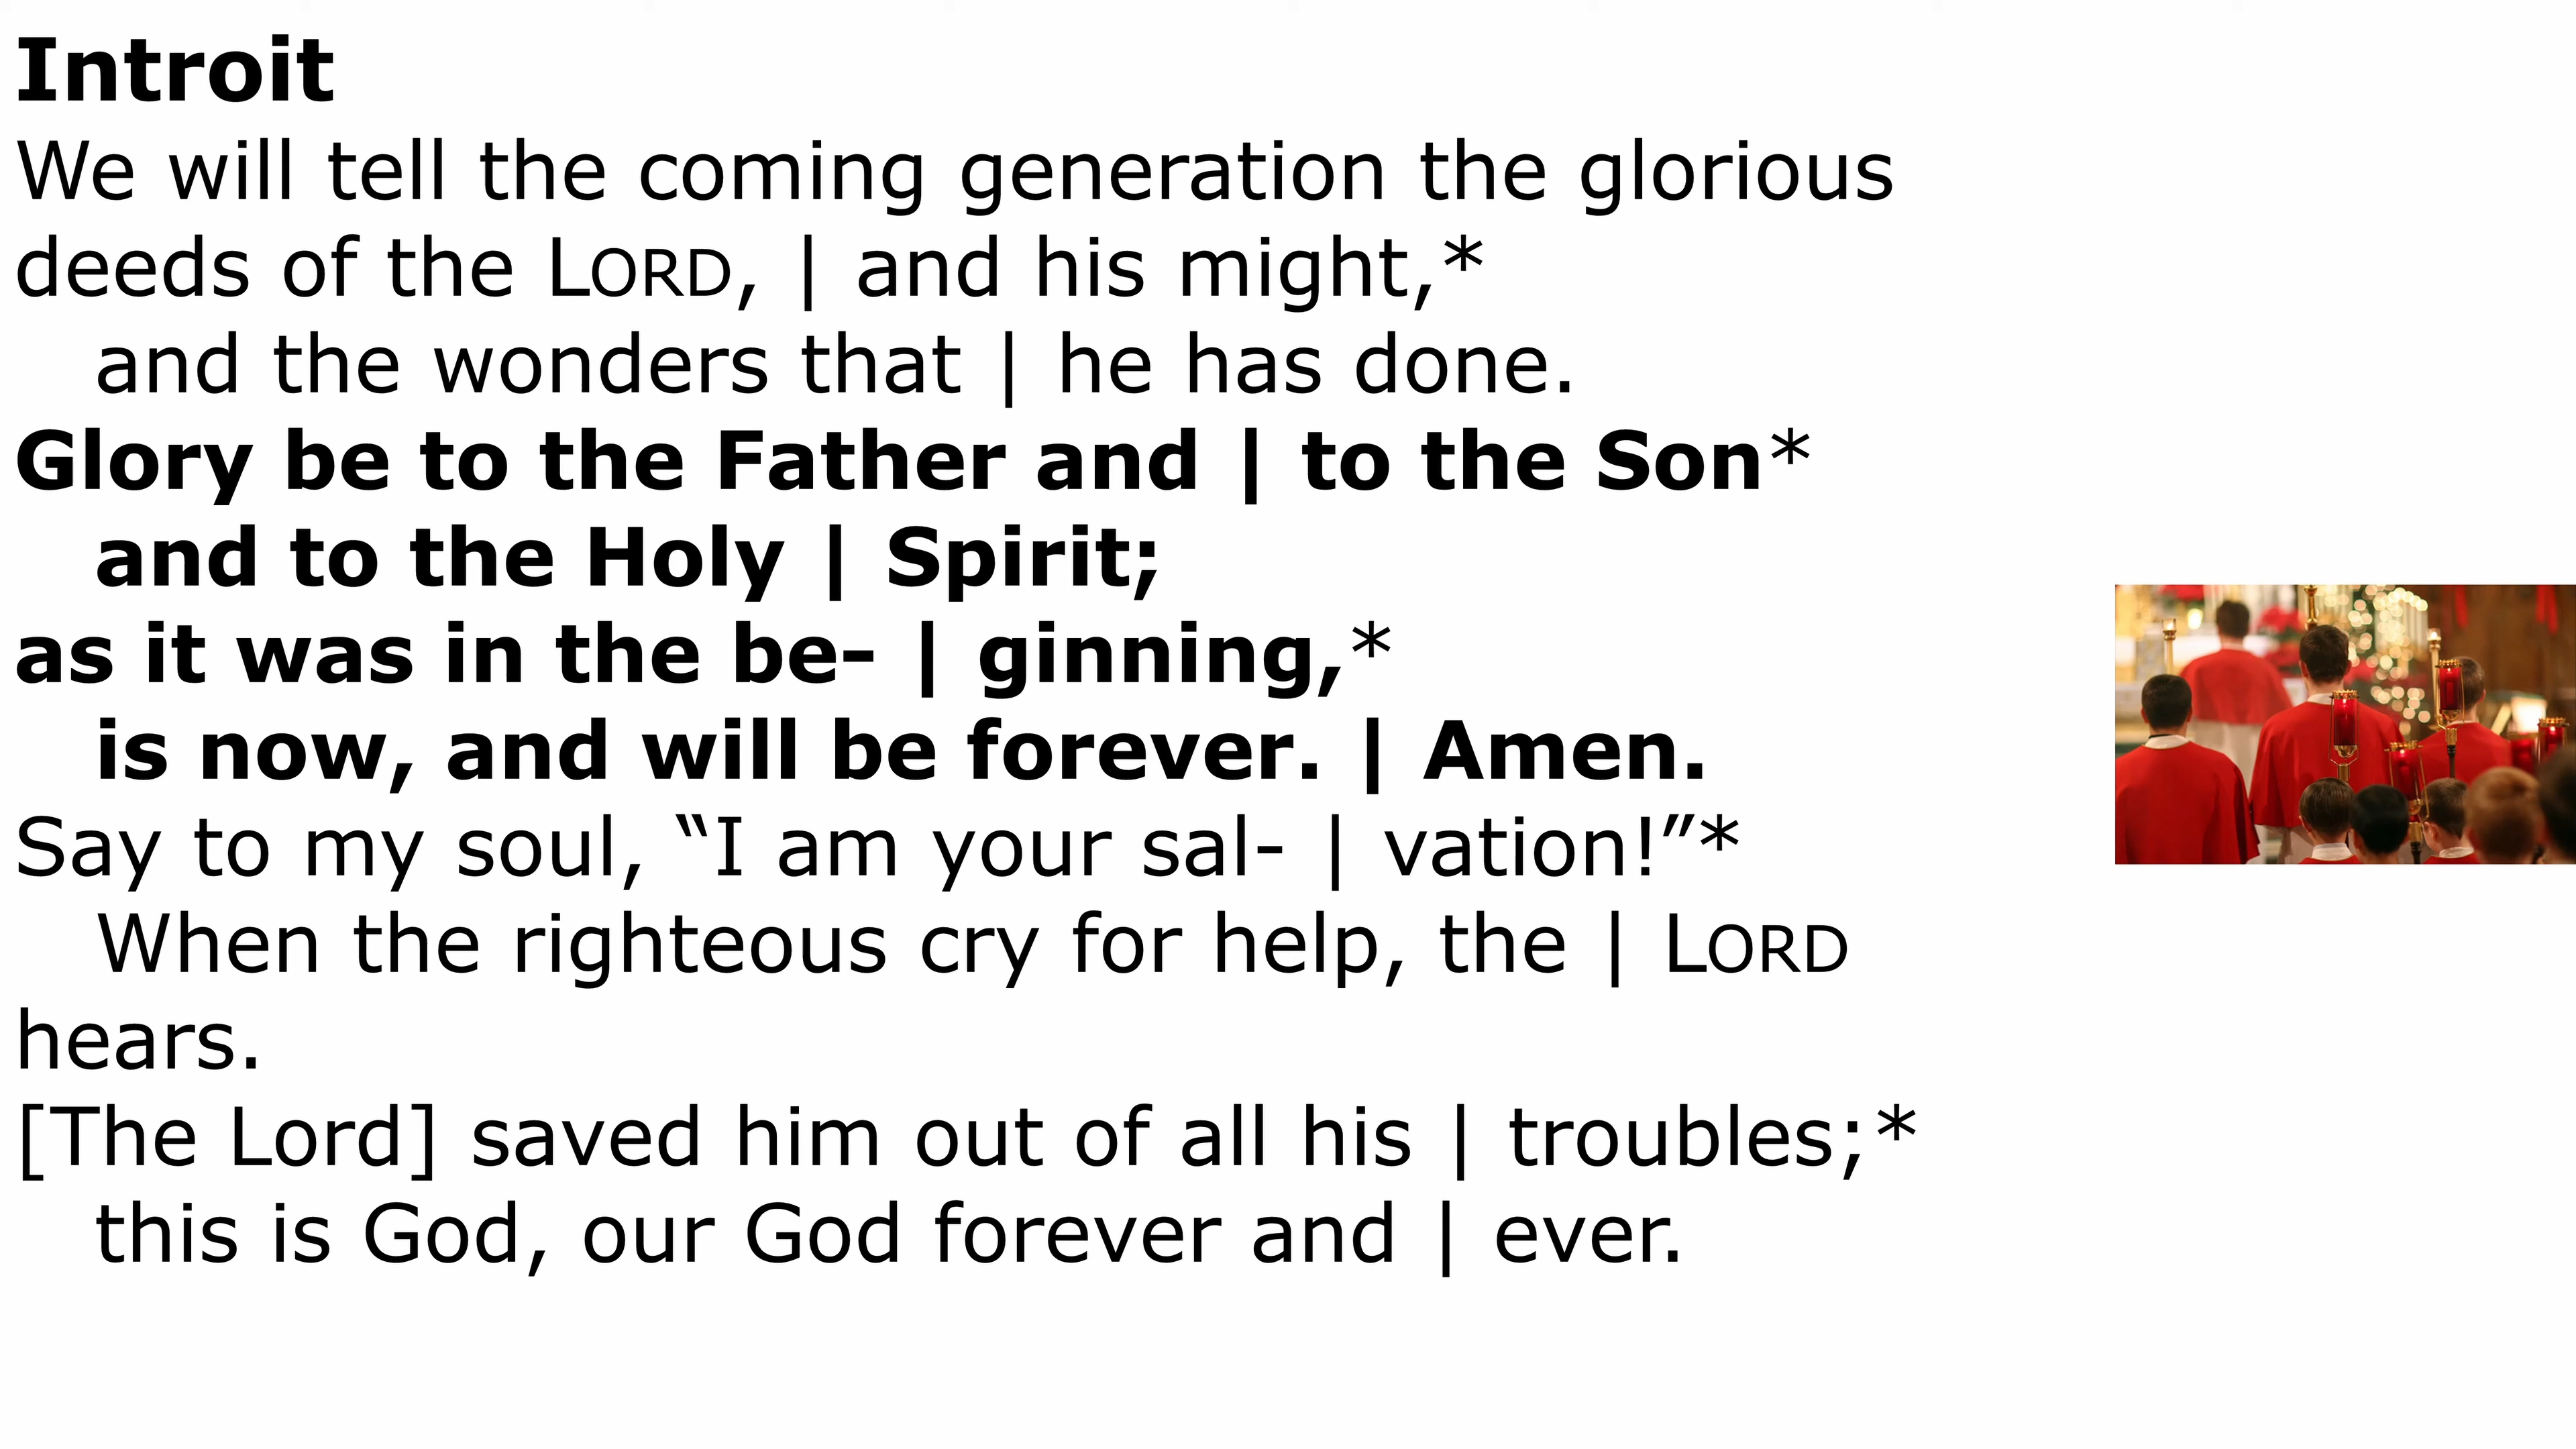 Introit
We will tell the coming generation the glorious
deeds of the LORD, | and his might,*
and the wonders that | he has done.
Glory be to the Father and | to the Son*
and to the Holy | Spirit;
as it was in the be- | ginning,*
is now, and will be forever. | Amen.
Say to my soul, “I am your sal- | vation!”*
When the righteous cry for help, the | LORD
hears.
[The Lord] saved him out of all his | troubles;*
this is God, our God forever and | ever.